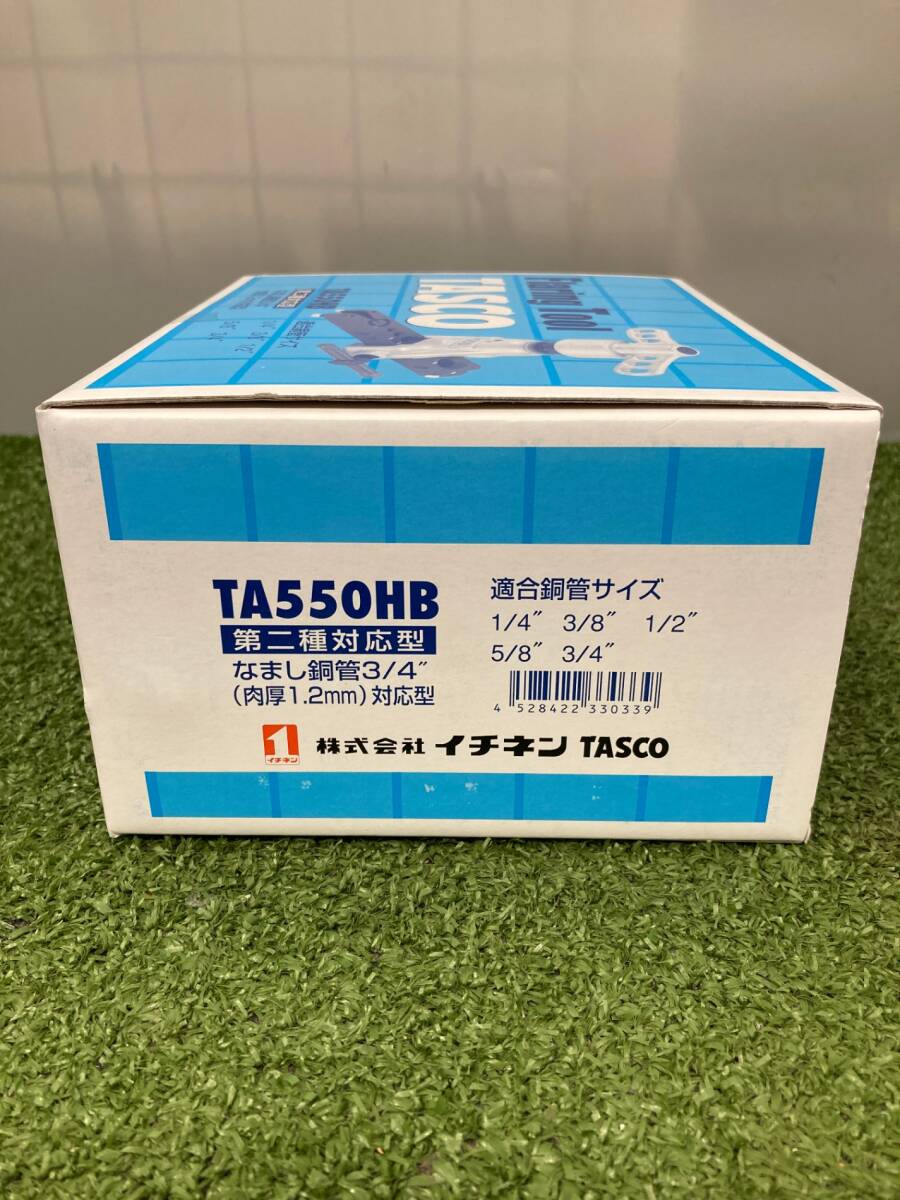 Flaring Tool
TASCO
TA550HB
第二種対応型
なまし銅管3/4″
(肉厚1.2mm)対応型
適合銅管サイズ
1/4″ 3/8″ 1/2″
5/8″ 3/4″
4 528422 330339
イチネン
株式会社 イチネン TASCO